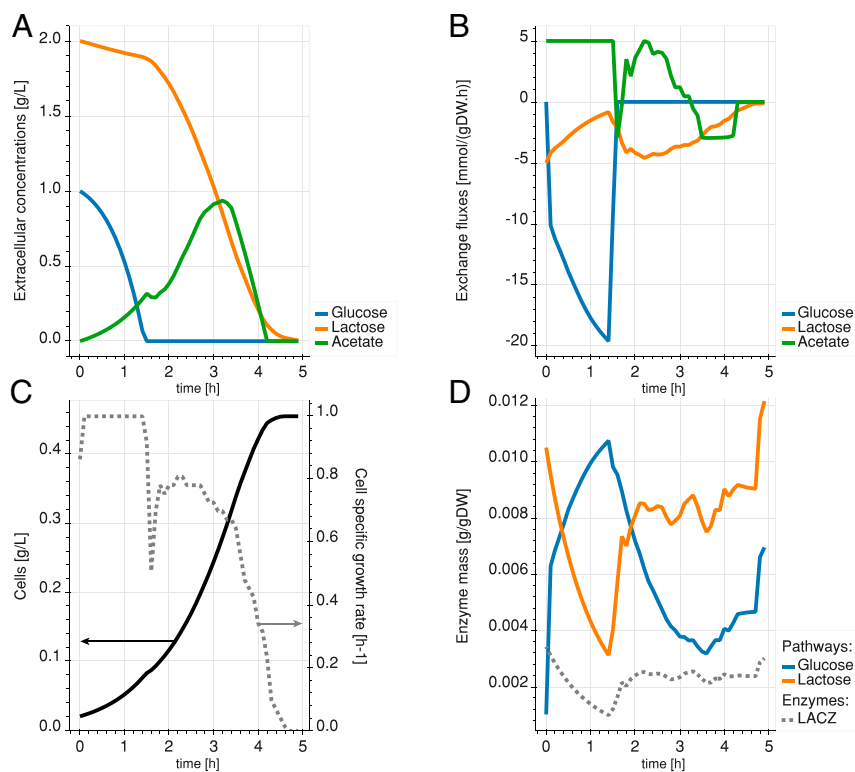 A
Extracellular concentrations [g/L]
2.0
1.5
1.0
0.5
0.0
0 1 2 3 4 5
time [h]
Glucose
Lactose
Acetate
B
Exchange fluxes [mmol/(gDW.h)]
5
0
-5
-10
-15
-20
0 1 2 3 4 5
time [h]
Glucose
Lactose
Acetate
C
Cells [g/L]
0.4
0.3
0.2
0.1
0.0
1.0
0.8
0.6
0.4
0.2
0.0
Cell specific growth rate [h-1]
0 1 2 3 4 5
time [h]
D
Enzyme mass [g/gDW]
0.012
0.010
0.008
0.006
0.004
0.002
0 1 2 3 4 5
time [h]
Pathways:
Glucose
Lactose
Enzymes:
LACZ